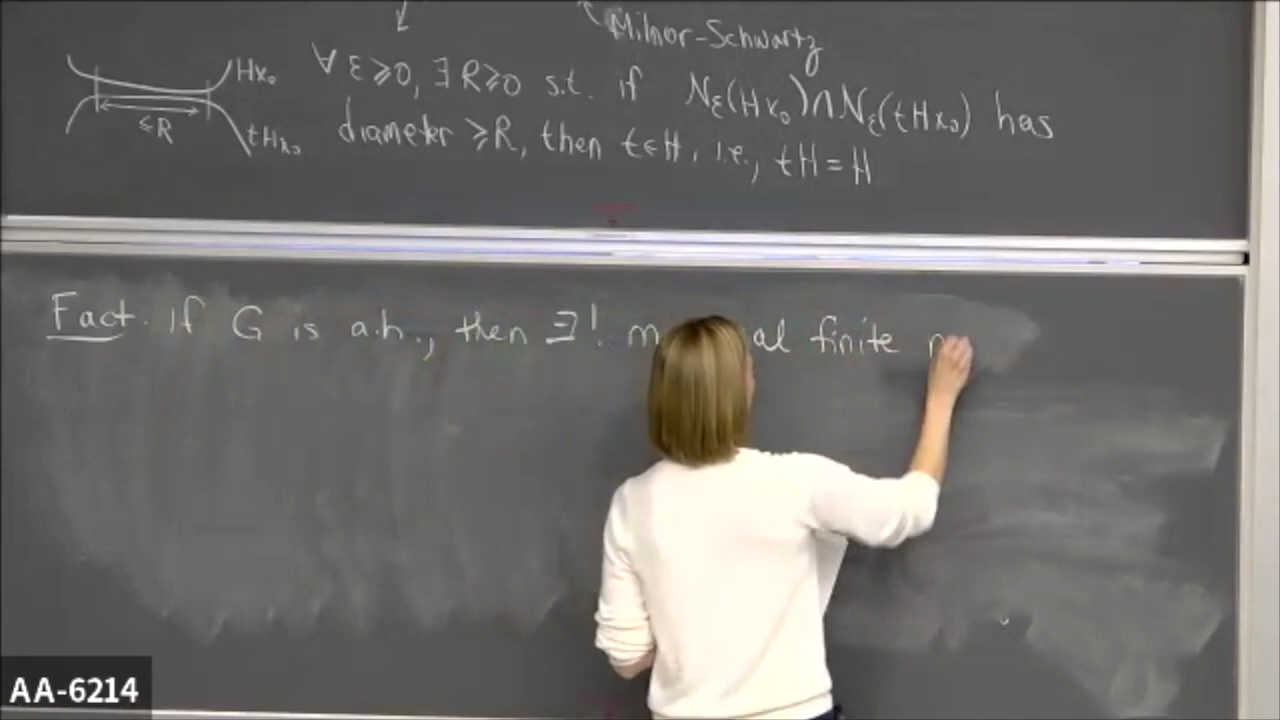 Milnor-Schwartz
∀ ε ≥ 0, ∃ R ≥ 0 s.t. if N_ε(Hx₀) ∩ N_ε(tHx₀) has
diameter ≥ R, then t ∈ H, i.e., tH = H
Hx₀
≤R
tHx₀
Fact. If G is a.h., then ∃! m al finite n
AA-6214